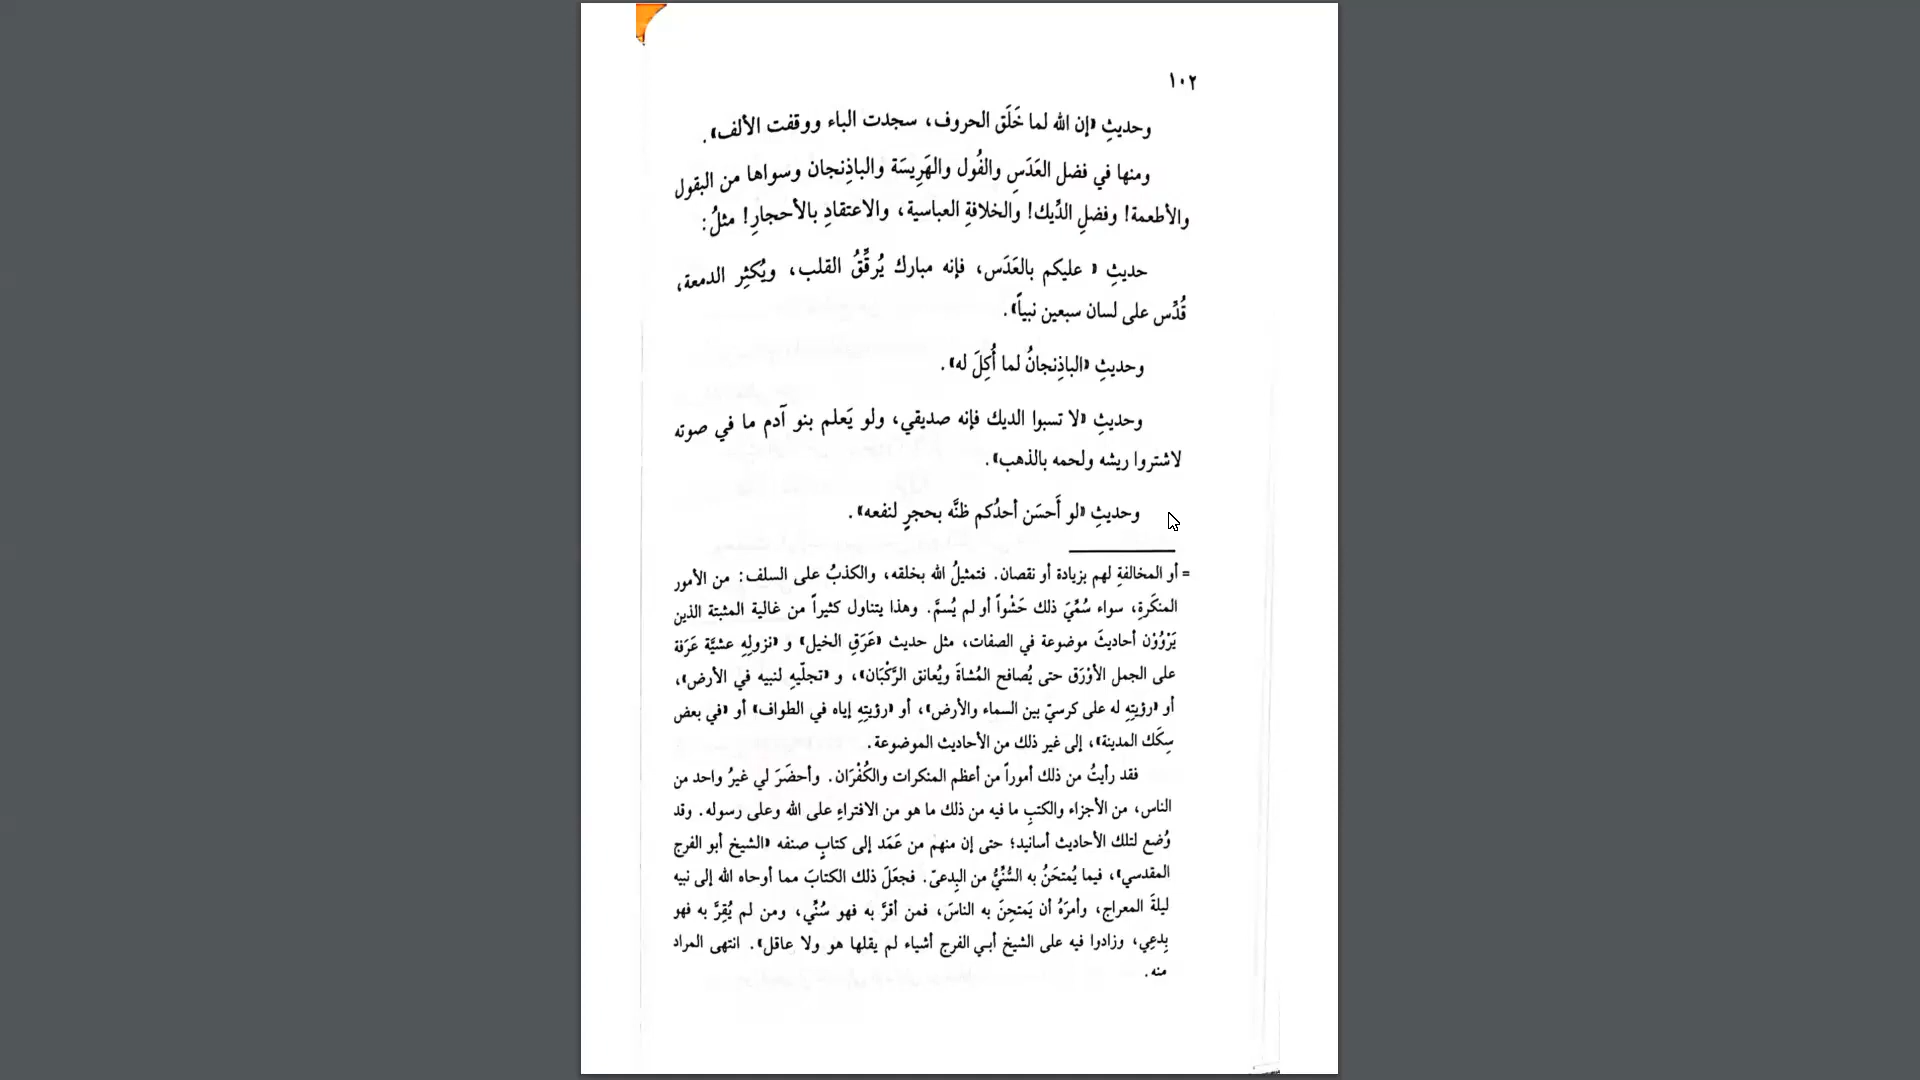 ١٠٢
وحديثِ «إن الله لما خَلَق الحروف، سجدت الباء ووقفت الألف».
ومنها في فضل العَدَسِ والفُول والهَرِيسَة والباذِنجان وسواها من البقول
والأطعمة! وفضلِ الدِّيك! والخلافةِ العباسية، والاعتقادِ بالأحجارِ! مثلُ:
حديثِ « عليكم بالعَدَس، فإنه مبارك يُرقِّقُ القلب، ويُكثِر الدمعة،
قُدِّس على لسان سبعين نبياً».
وحديثِ «الباذِنجانُ لما أُكِلَ له».
وحديثِ «لا تسبوا الديك فإنه صديقي، ولو يَعلم بنو آدم ما في صوته
لاشتروا ريشه ولحمه بالذهب».
وحديثِ «لو أَحسَن أحدُكم ظنَّه بحجرٍ لنفعه».
= أو المخالفةِ لهم بزيادة أو نقصان. فتمثيلُ الله بخلقه، والكذبُ على السلف: من الأمور
المنكَرةِ، سواء سُمِّيَ ذلك حَشْواً أو لم يُسمَّ. وهذا يتناول كثيراً من غالية المثبتة الذين
يَرْوُوْن أحاديثَ موضوعة في الصفات، مثل حديث «عَرَقِ الخيل» و «نزولِهِ عشيَّة عَرَفة
على الجمل الأوْرَق حتى يُصافح المُشاةَ ويُعانق الرَّكْبَان»، و «تجلّيهِ لنبيه في الأرض»،
أو «رؤيتِهِ له على كرسيّ بين السماء والأرض»، أو «رؤيتِهِ إياه في الطواف» أو «في بعض
سِكَك المدينة»، إلى غير ذلك من الأحاديث الموضوعة.
فقد رأيتُ من ذلك أموراً من أعظم المنكرات والكُفْرَان. وأحضَرَ لي غيرُ واحد من
الناس، من الأجزاء والكتبِ ما فيه من ذلك ما هو من الافتراءِ على الله وعلى رسوله. وقد
وُضع لتلك الأحاديث أسانيد؛ حتى إن منهم من عَمَد إلى كتابٍ صنفه «الشيخ أبو الفرج
المقدسي»، فيما يُمتحَنُ به السُّنِّيُّ من البِدعىّ. فجعَلَ ذلك الكتابَ مما أوحاه الله إلى نبيه
ليلةَ المعراج، وأمرَهُ أن يَمتحِنَ به الناسَ، فمن أقرَّ به فهو سُنِّي، ومن لم يُقِرَّ به فهو
بِدعِي، وزادوا فيه على الشيخ أبي الفرج أشياء لم يقلها هو ولا عاقل». انتهى المراد
منه.